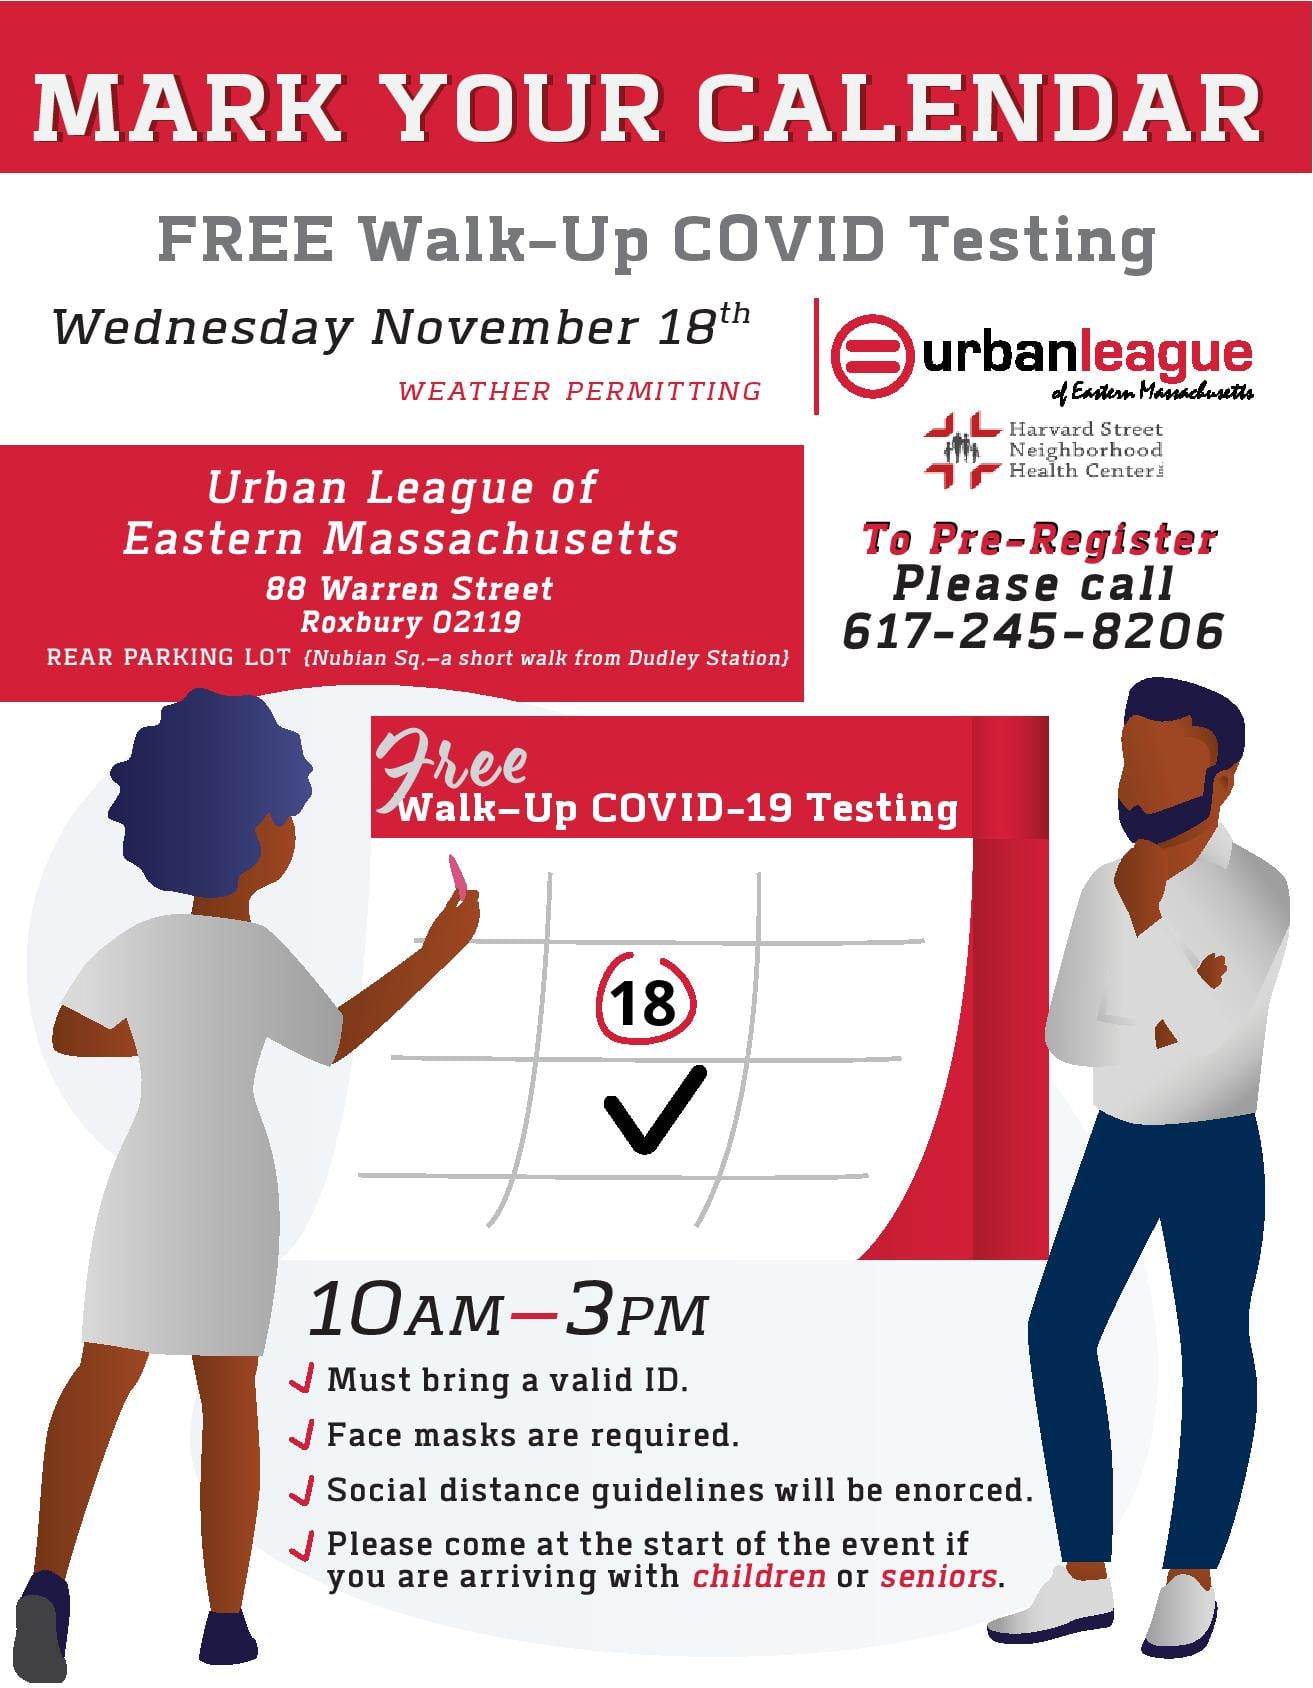 MARK YOUR CALENDAR
FREE Walk-Up COVID Testing
Wednesday November 18th
WEATHER PERMITTING
urbanleague
of Eastern Massachusetts
Harvard Street
Neighborhood
Health Center
Urban League of
Eastern Massachusetts
88 Warren Street
Roxbury 02119
REAR PARKING LOT {Nubian Sq.-a short walk from Dudley Station}
To Pre-Register
Please call
617-245-8206
Free
Walk-Up COVID-19 Testing
18
10AM-3PM
Must bring a valid ID.
Face masks are required.
Social distance guidelines will be enorced.
Please come at the start of the event if
you are arriving with children or seniors.